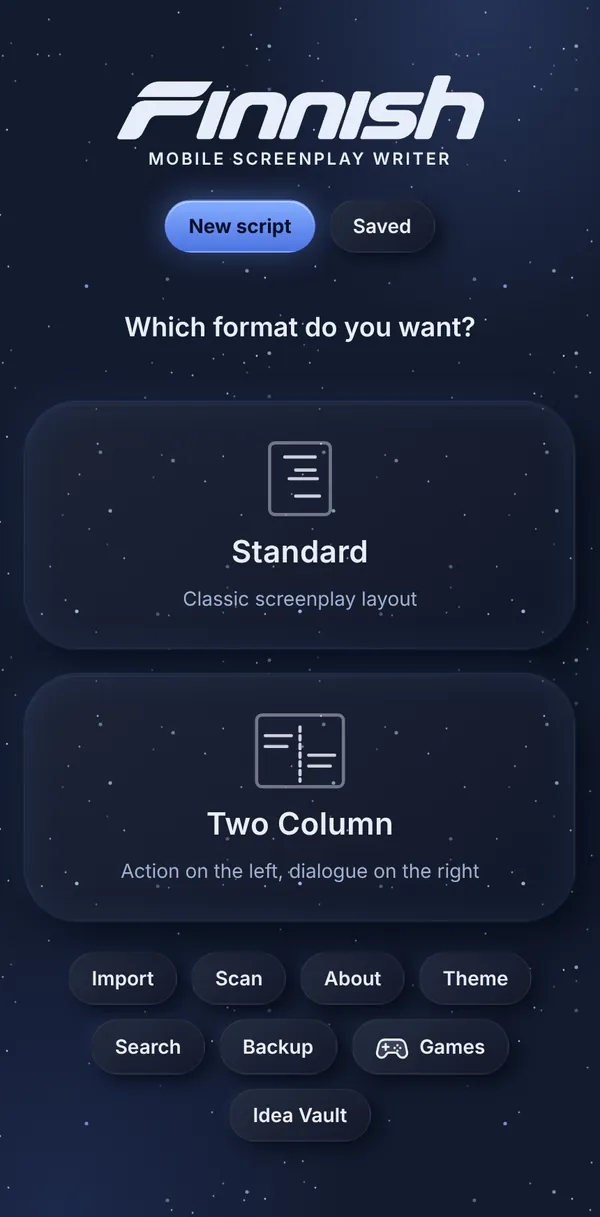 Finnish
MOBILE SCREENPLAY WRITER
New script Saved
Which format do you want?
Standard
Classic screenplay layout
Two Column
Action on the left, dialogue on the right
Import Scan About Theme
Search Backup Games
Idea Vault